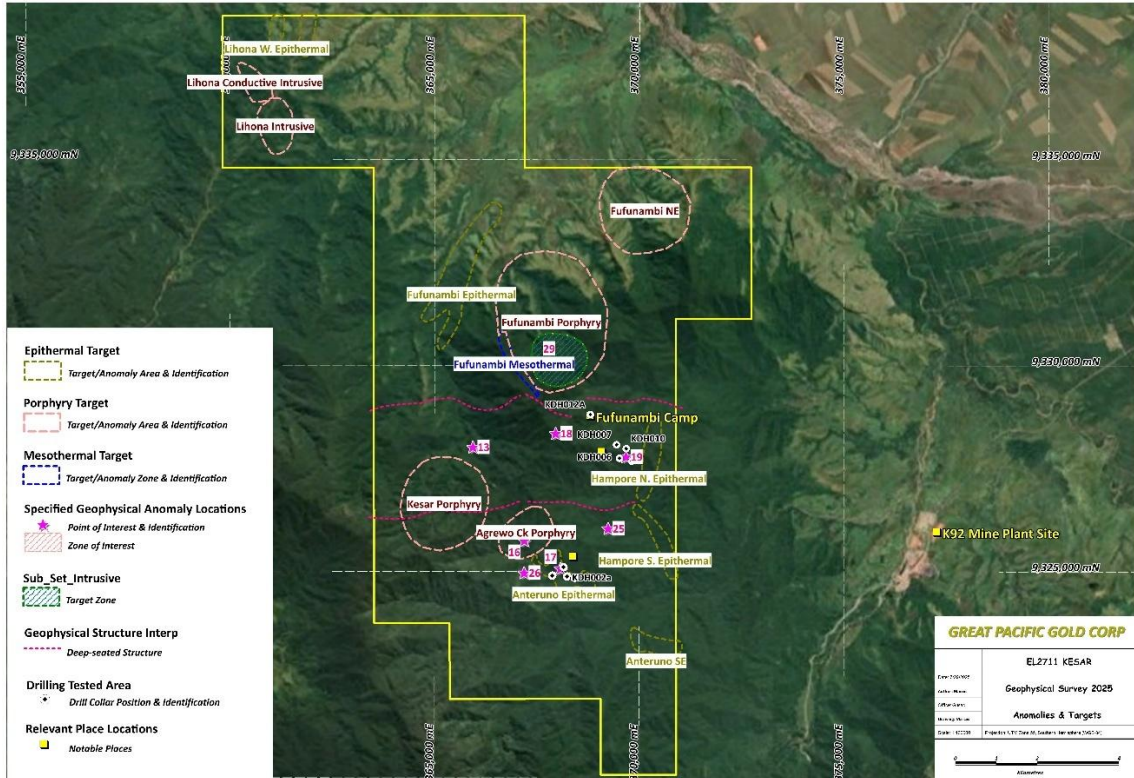 355,000 mE
365,000 mE
370,000 mE
375,000 mE
380,000 mE
Lihona W. Epithermal
Lihona Conductive Intrusive
Lihona Intrusive
9,335,000 mN
9,335,000 mN
Fufunambi NE
Fufunambi Epithermal
Fufunambi Porphyry
29
Fufunambi Mesothermal
9,330,000 mN
KDH012A
Fufunambi Camp
18
13
KDH007
KDH010
KDH006
19
Hampore N. Epithermal
Kesar Porphyry
Agrewo Ck Porphyry
25
16
17
Hampore S. Epithermal
26
KDH002a
Anteruno Epithermal
K92 Mine Plant Site
9,325,000 mN
Anteruno SE
365,000 mE
370,000 mE
375,000 mE
Epithermal Target
Target/Anomaly Area & Identification
Porphyry Target
Target/Anomaly Area & Identification
Mesothermal Target
Target/Anomaly Zone & Identification
Specified Geophysical Anomaly Locations
Point of Interest & Identification
Zone of Interest
Sub_Set_Intrusive
Target Zone
Geophysical Structure Interp
Deep-seated Structure
Drilling Tested Area
Drill Collar Position & Identification
Relevant Place Locations
Notable Places
GREAT PACIFIC GOLD CORP
EL2711 KESAR
Geophysical Survey 2025
Anomalies & Targets
Kilometres